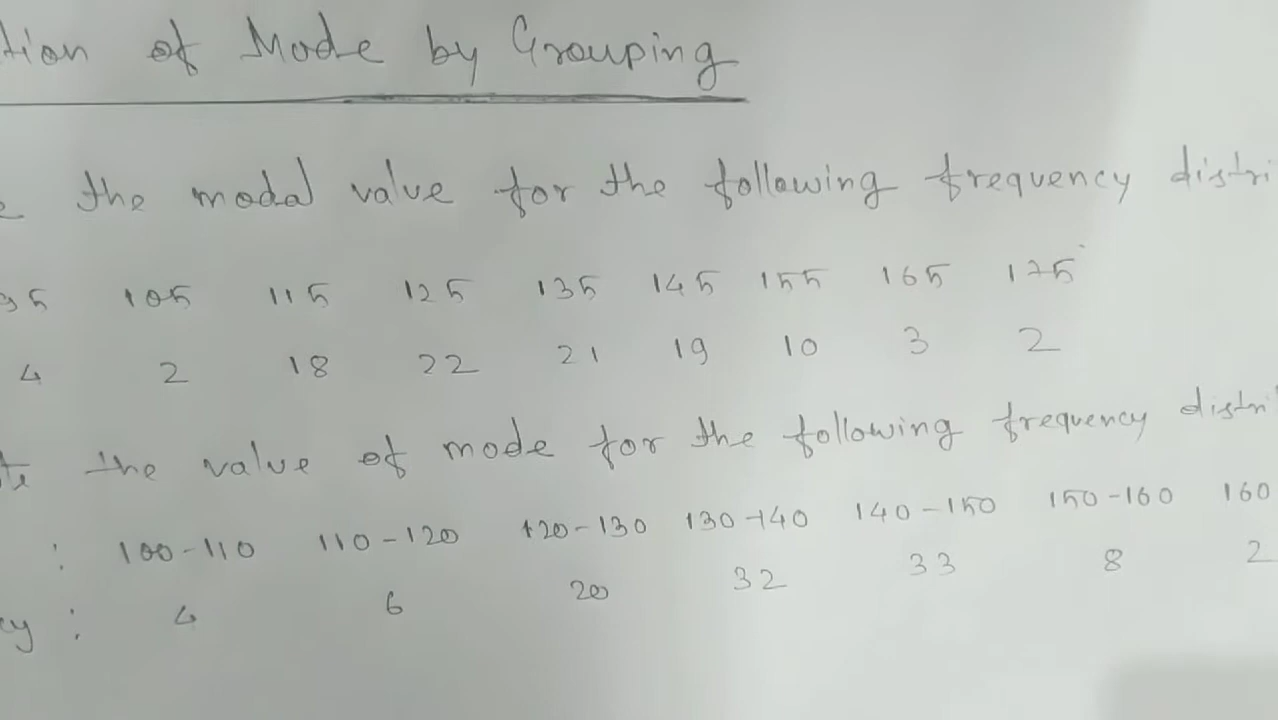 tion of Mode by Grouping
e the modal value for the following frequency distri
95 105 115 125 135 145 155 165 175
4 2 18 22 21 19 10 3 2
te the value of mode for the following frequency distri
: 100-110 110-120 120-130 130-140 140-150 150-160 160
cy : 4 6 20 32 33 8 2